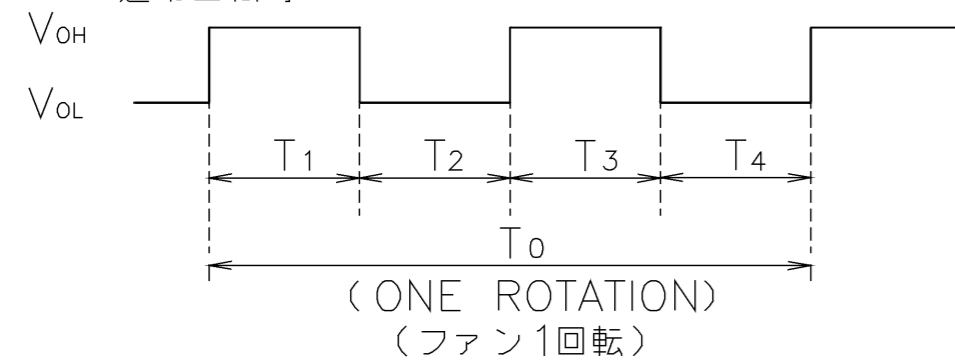 VOH
VOL
T1 T2 T3 T4
T0
(ONE ROTATION)
(ファン1回転)